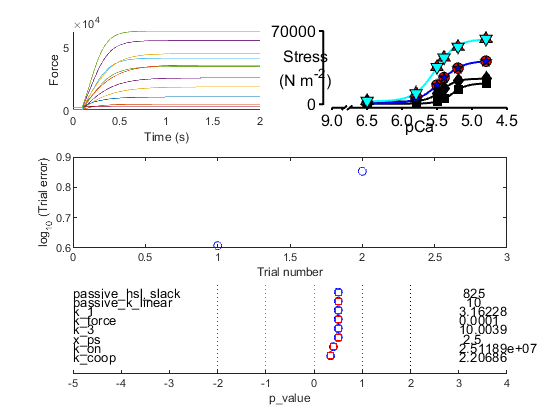 ×10⁴
5
Force
0
0 0.5 1 1.5 2
Time (s)
70000
Stress
(N m⁻²)
0
9.0 6.5 6.0 5.5 5.0 4.5
pCa
0.9
0.8
0.7
0.6
log₁₀ (Trial error)
0 0.5 1 1.5 2 2.5 3
Trial number
passive_hsl_slack 825
passive_k_linear 10
k_1 3.16228
k_force 0.0001
k_3 10.0039
x_ps 2.5
k_on 2.51189e+07
k_coop 2.20686
-5 -4 -3 -2 -1 0 1 2 3 4
p_value